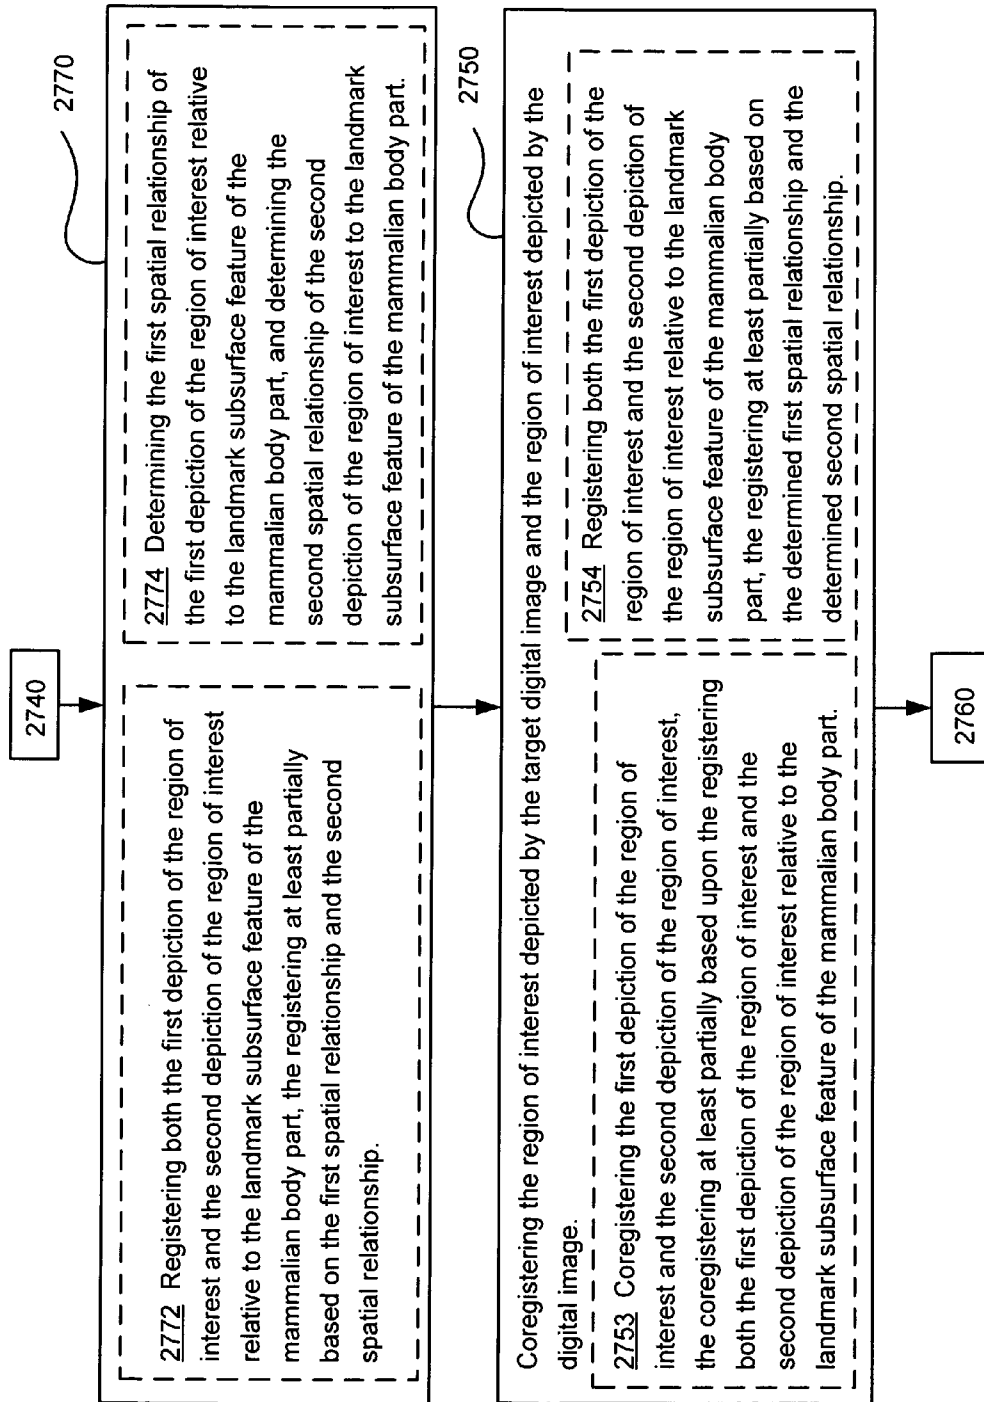 2740
2770
2772 Registering both the first depiction of the region of
interest and the second depiction of the region of interest
relative to the landmark subsurface feature of the
mammalian body part, the registering at least partially
based on the first spatial relationship and the second
spatial relationship.
2774 Determining the first spatial relationship of
the first depiction of the region of interest relative
to the landmark subsurface feature of the
mammalian body part, and determining the
second spatial relationship of the second
depiction of the region of interest to the landmark
subsurface feature of the mammalian body part.
2750
Coregistering the region of interest depicted by the target digital image and the region of interest depicted by the
digital image.
2753 Coregistering the first depiction of the region of
interest and the second depiction of the region of interest,
the coregistering at least partially based upon the registering
both the first depiction of the region of interest and the
second depiction of the region of interest relative to the
landmark subsurface feature of the mammalian body part.
2754 Registering both the first depiction of the
region of interest and the second depiction of
the region of interest relative to the landmark
subsurface feature of the mammalian body
part, the registering at least partially based on
the determined first spatial relationship and the
determined second spatial relationship.
2760